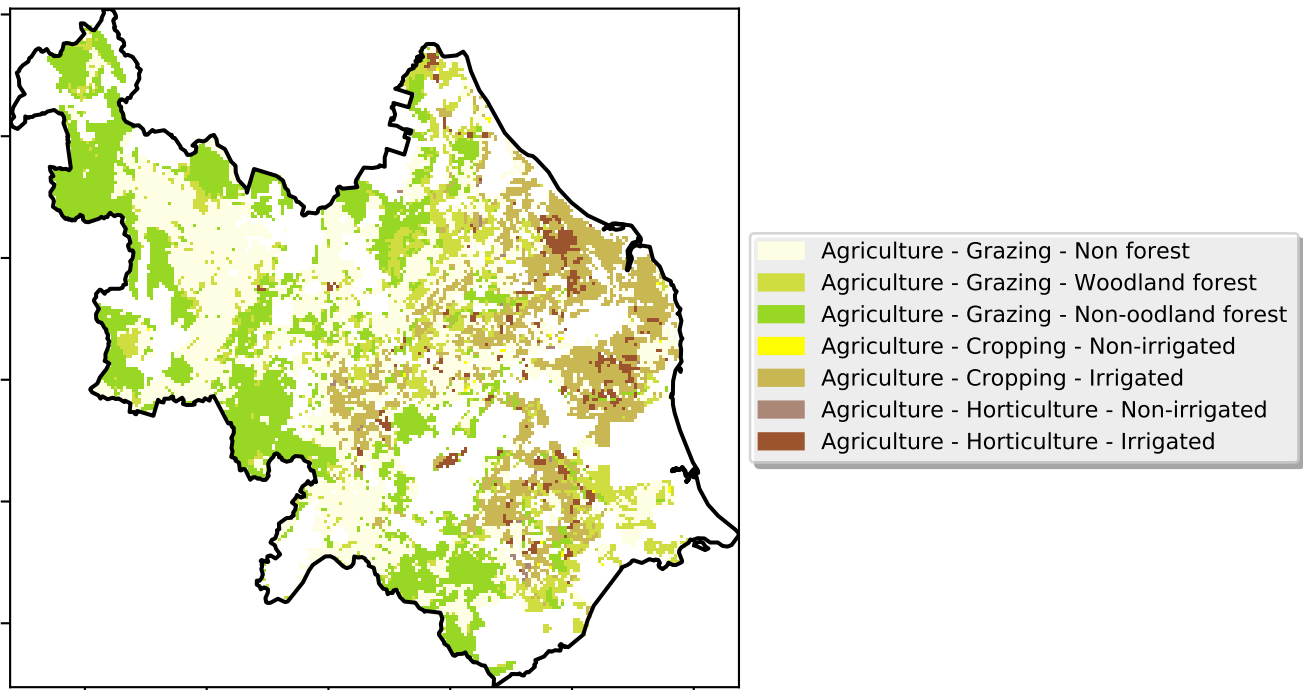 Agriculture - Grazing - Non forest
Agriculture - Grazing - Woodland forest
Agriculture - Grazing - Non-oodland forest
Agriculture - Cropping - Non-irrigated
Agriculture - Cropping - Irrigated
Agriculture - Horticulture - Non-irrigated
Agriculture - Horticulture - Irrigated